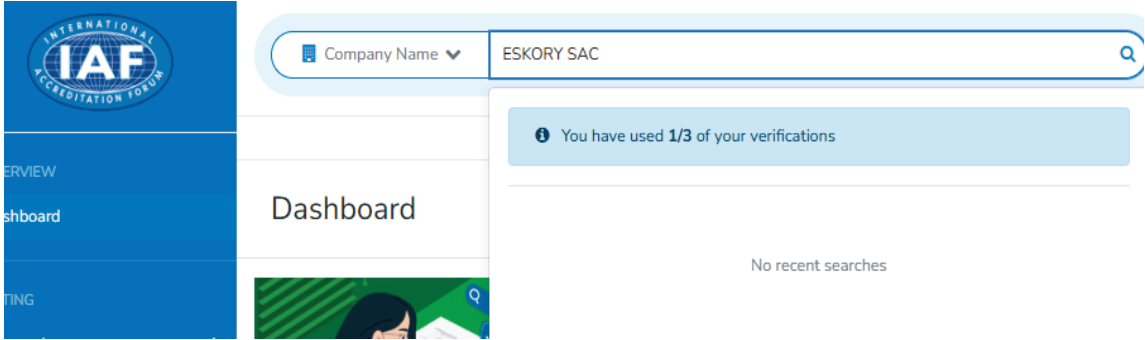 INTERNATIONAL
IAF
ACCREDITATION FORUM
Company Name
ESKORY SAC
You have used 1/3 of your verifications
ERVIEW
shboard
Dashboard
No recent searches
TING